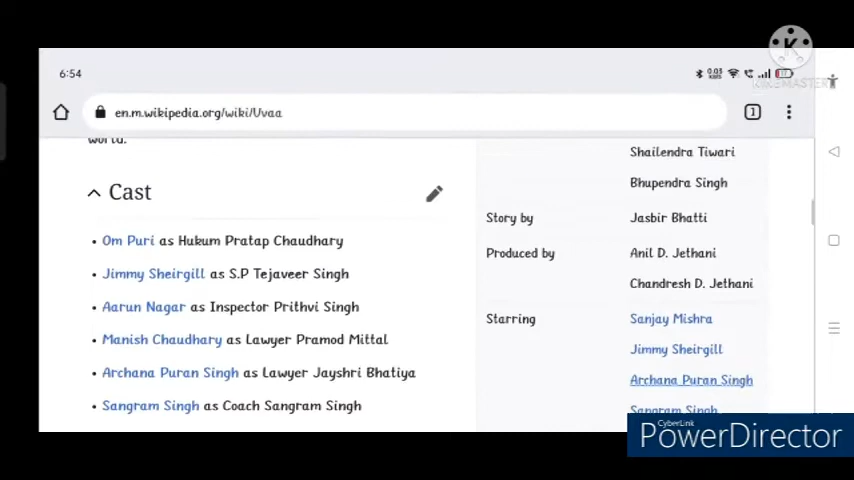 6:54
KINEMASTER
en.m.wikipedia.org/wiki/Uvaa
1
world.
Cast
Om Puri as Hukum Pratap Chaudhary
Jimmy Sheirgill as S.P Tejaveer Singh
Aarun Nagar as Inspector Prithvi Singh
Manish Chaudhary as Lawyer Pramod Mittal
Archana Puran Singh as Lawyer Jayshri Bhatiya
Sangram Singh as Coach Sangram Singh
Shailendra Tiwari
Bhupendra Singh
Story by Jasbir Bhatti
Produced by Anil D. Jethani
Chandresh D. Jethani
Starring Sanjay Mishra
Jimmy Sheirgill
Archana Puran Singh
Sangram Singh
CyberLink
PowerDirector